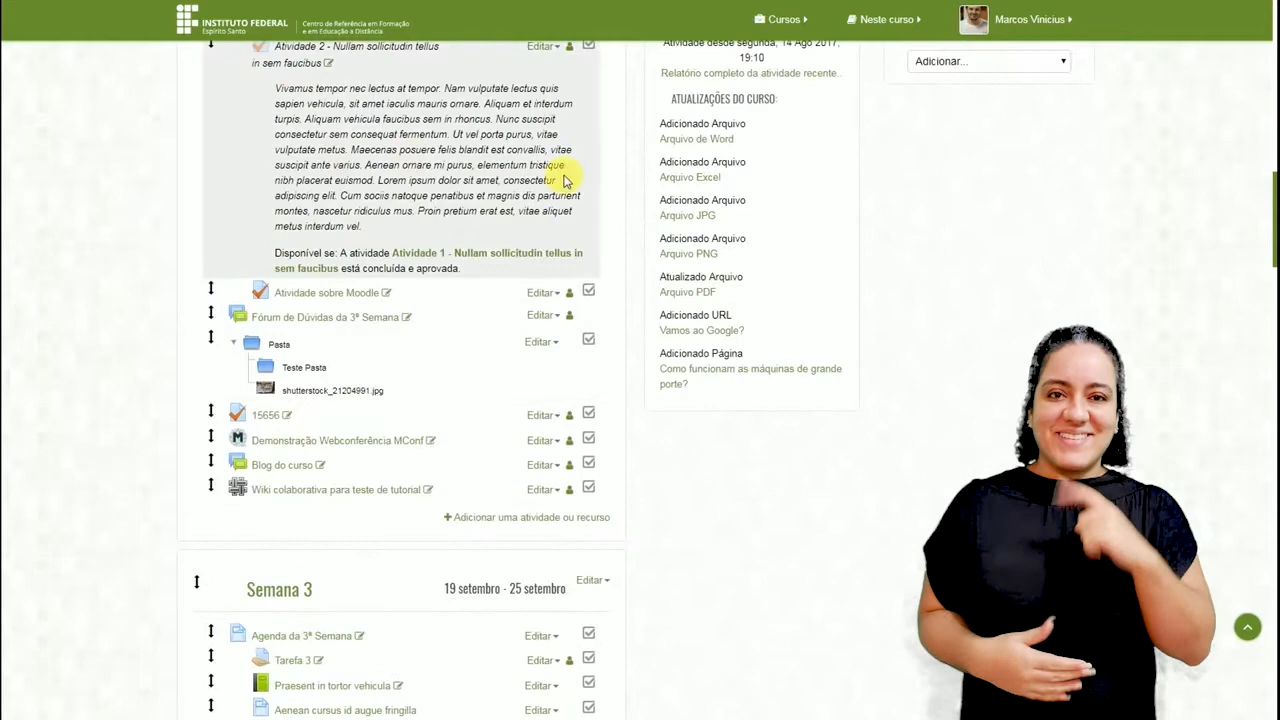 INSTITUTO FEDERAL
Espírito Santo
Centro de Referência em Formação
e em Educação a Distância
Cursos
Neste curso
Marcos Vinicius
Atividade 2 - Nullam sollicitudin tellus
in sem faucibus
Editar
Vivamus tempor nec lectus at tempor. Nam vulputate lectus quis
sapien vehicula, sit amet iaculis mauris ornare. Aliquam et interdum
turpis. Aliquam vehicula faucibus sem in rhoncus. Nunc suscipit
consectetur sem consequat fermentum. Ut vel porta purus, vitae
vulputate metus. Maecenas posuere felis blandit est convallis, vitae
suscipit ante varius. Aenean ornare mi purus, elementum tristique
nibh placerat euismod. Lorem ipsum dolor sit amet, consectetur
adipiscing elit. Cum sociis natoque penatibus et magnis dis parturient
montes, nascetur ridiculus mus. Proin pretium erat est, vitae aliquet
metus interdum vel.
Disponível se: A atividade Atividade 1 - Nullam sollicitudin tellus in
sem faucibus está concluída e aprovada.
Atividade sobre Moodle Editar
Fórum de Dúvidas da 3ª Semana Editar
Pasta Editar
Teste Pasta
shutterstock_21204991.jpg
15656 Editar
Demonstração Webconferência MConf Editar
Blog do curso Editar
Wiki colaborativa para teste de tutorial Editar
+ Adicionar uma atividade ou recurso
Semana 3 19 setembro - 25 setembro Editar
Agenda da 3ª Semana Editar
Tarefa 3 Editar
Praesent in tortor vehicula Editar
Aenean cursus id augue fringilla Editar
Atividade desde segunda, 14 Ago 2017,
19:10
Relatório completo da atividade recente..
ATUALIZAÇÕES DO CURSO:
Adicionado Arquivo
Arquivo de Word
Adicionado Arquivo
Arquivo Excel
Adicionado Arquivo
Arquivo JPG
Adicionado Arquivo
Arquivo PNG
Atualizado Arquivo
Arquivo PDF
Adicionado URL
Vamos ao Google?
Adicionado Página
Como funcionam as máquinas de grande
porte?
Adicionar...